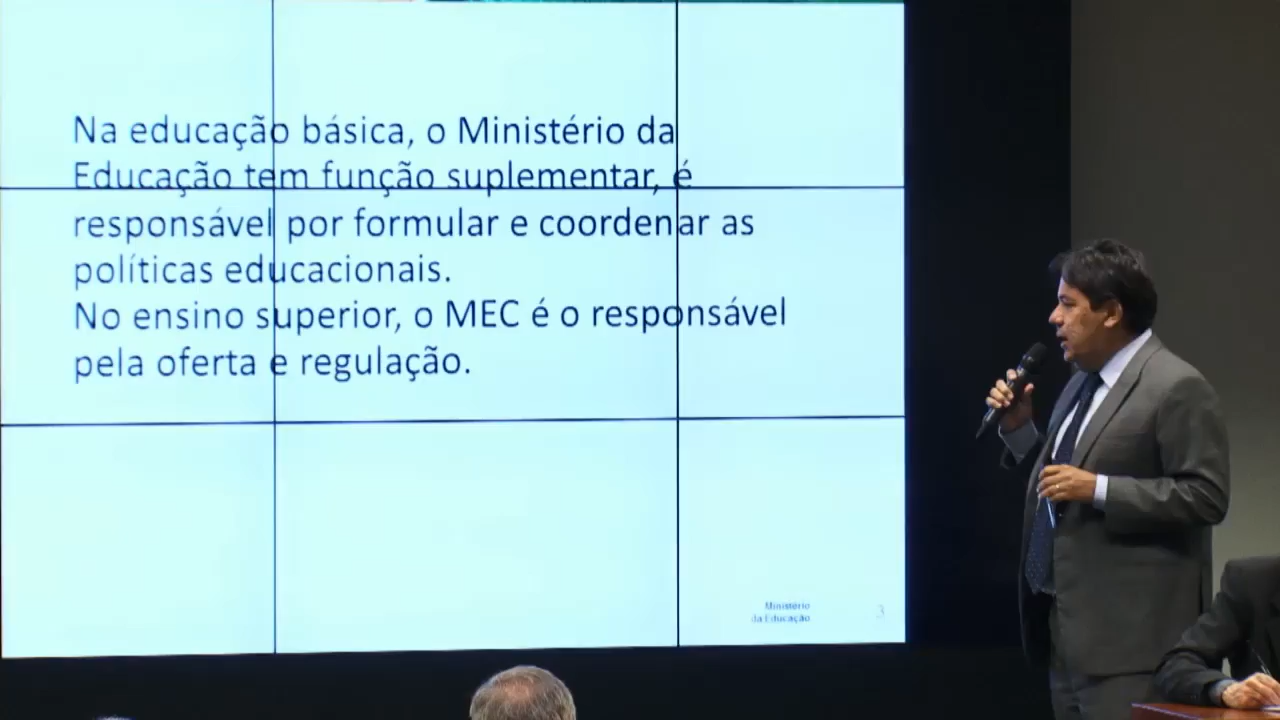 Na educação básica, o Ministério da
Educação tem função suplementar, é
responsável por formular e coordenar as
políticas educacionais.
No ensino superior, o MEC é o responsável
pela oferta e regulação.
Ministério
da Educação
3